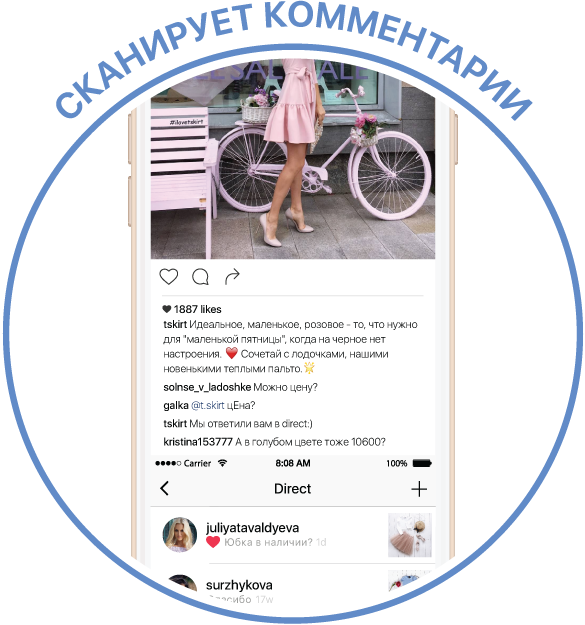 СКАНИРУЕТ КОММЕНТАРИИ
SALE
#ilovetskirt
1887 likes
tskirt Идеальное, маленькое, розовое - то, что нужно
для "маленькой пятницы", когда на черное нет
настроения. ❤️ Сочетай с лодочками, нашими
новенькими теплыми пальто.🌟
solnse_v_ladoshke Можно цену?
galka @t.skirt цЕна?
tskirt Мы ответили вам в direct:)
kristina153777 А в голубом цвете тоже 10600?
Carrier 8:08 AM 100%
Direct
juliyatavaldyeva
❤️ Юбка в наличии? 1d
surzhykova
Спасибо 17w